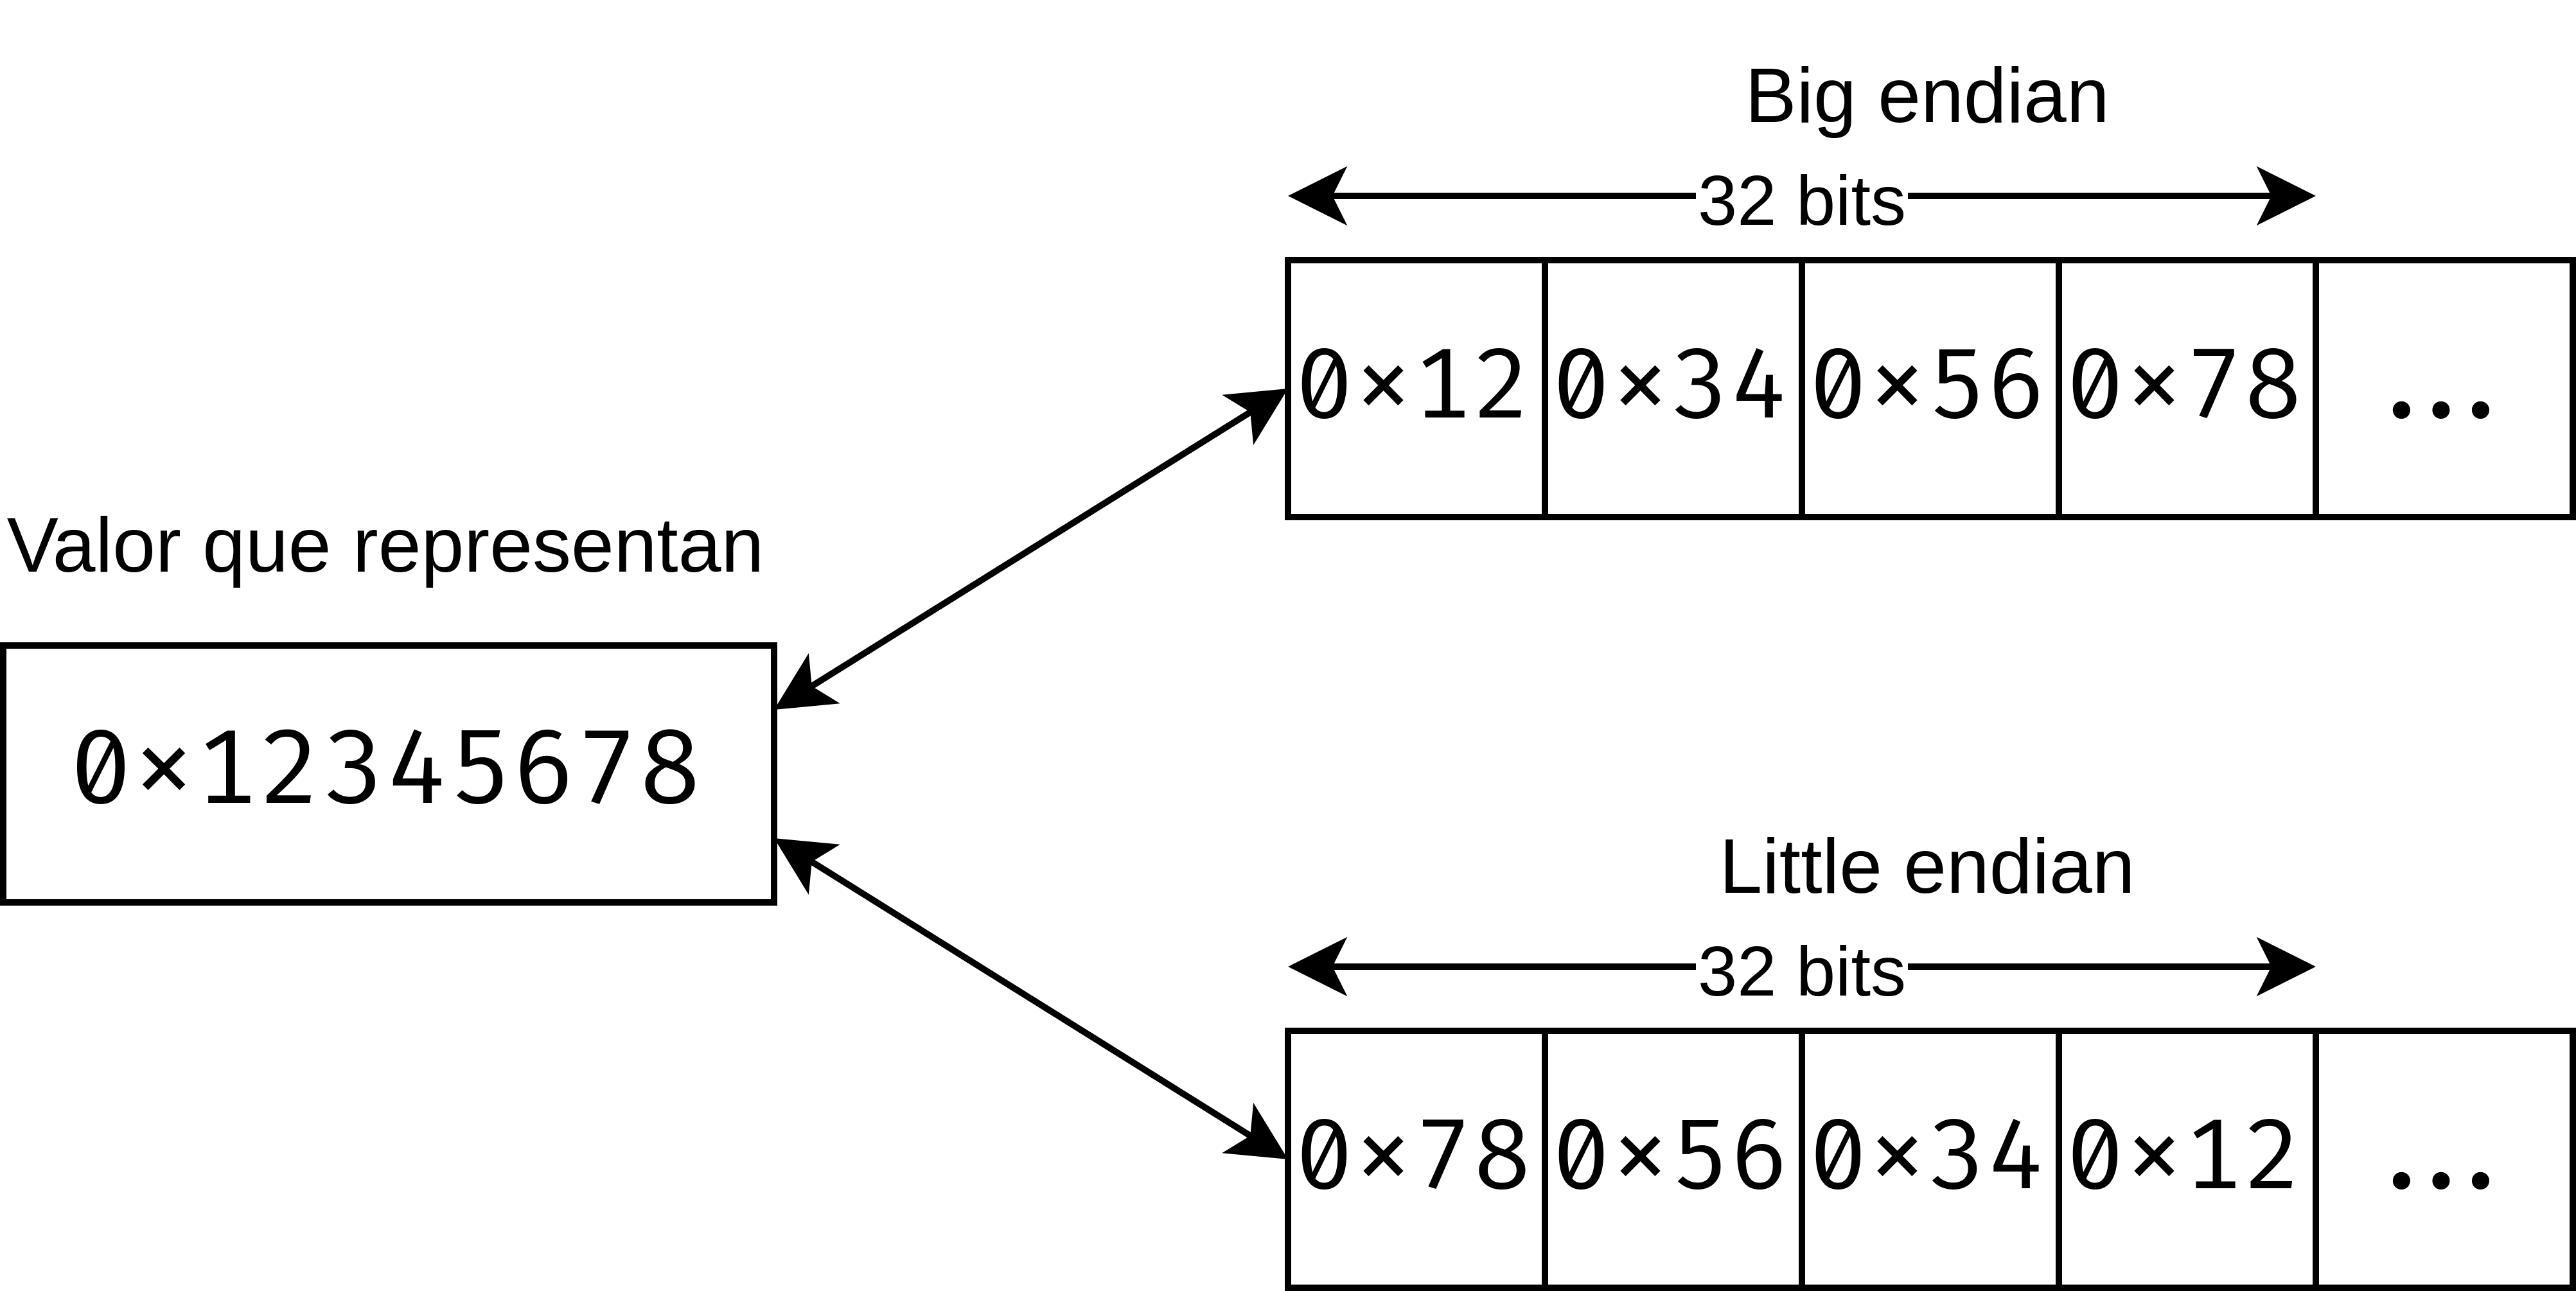 Big endian
32 bits
0×12 0×34 0×56 0×78 ...
Valor que representan
0×12345678
Little endian
32 bits
0×78 0×56 0×34 0×12 ...